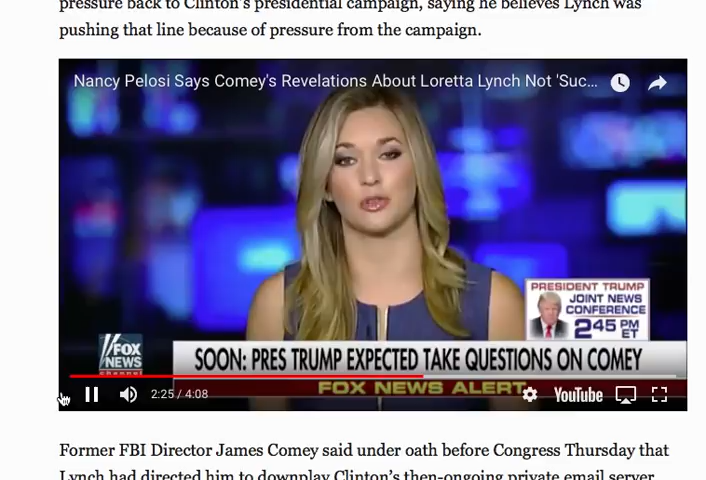 pressure back to Clinton's presidential campaign, saying he believes Lynch was
pushing that line because of pressure from the campaign.
Nancy Pelosi Says Comey's Revelations About Loretta Lynch Not 'Suc...
PRESIDENT TRUMP
JOINT NEWS
CONFERENCE
2:45 PM ET
FOX
NEWS
channel
SOON: PRES TRUMP EXPECTED TAKE QUESTIONS ON COMEY
FOX NEWS ALERT
2:25 / 4:08
YouTube
Former FBI Director James Comey said under oath before Congress Thursday that
Lynch had directed him to downplay Clinton's then-ongoing private email server